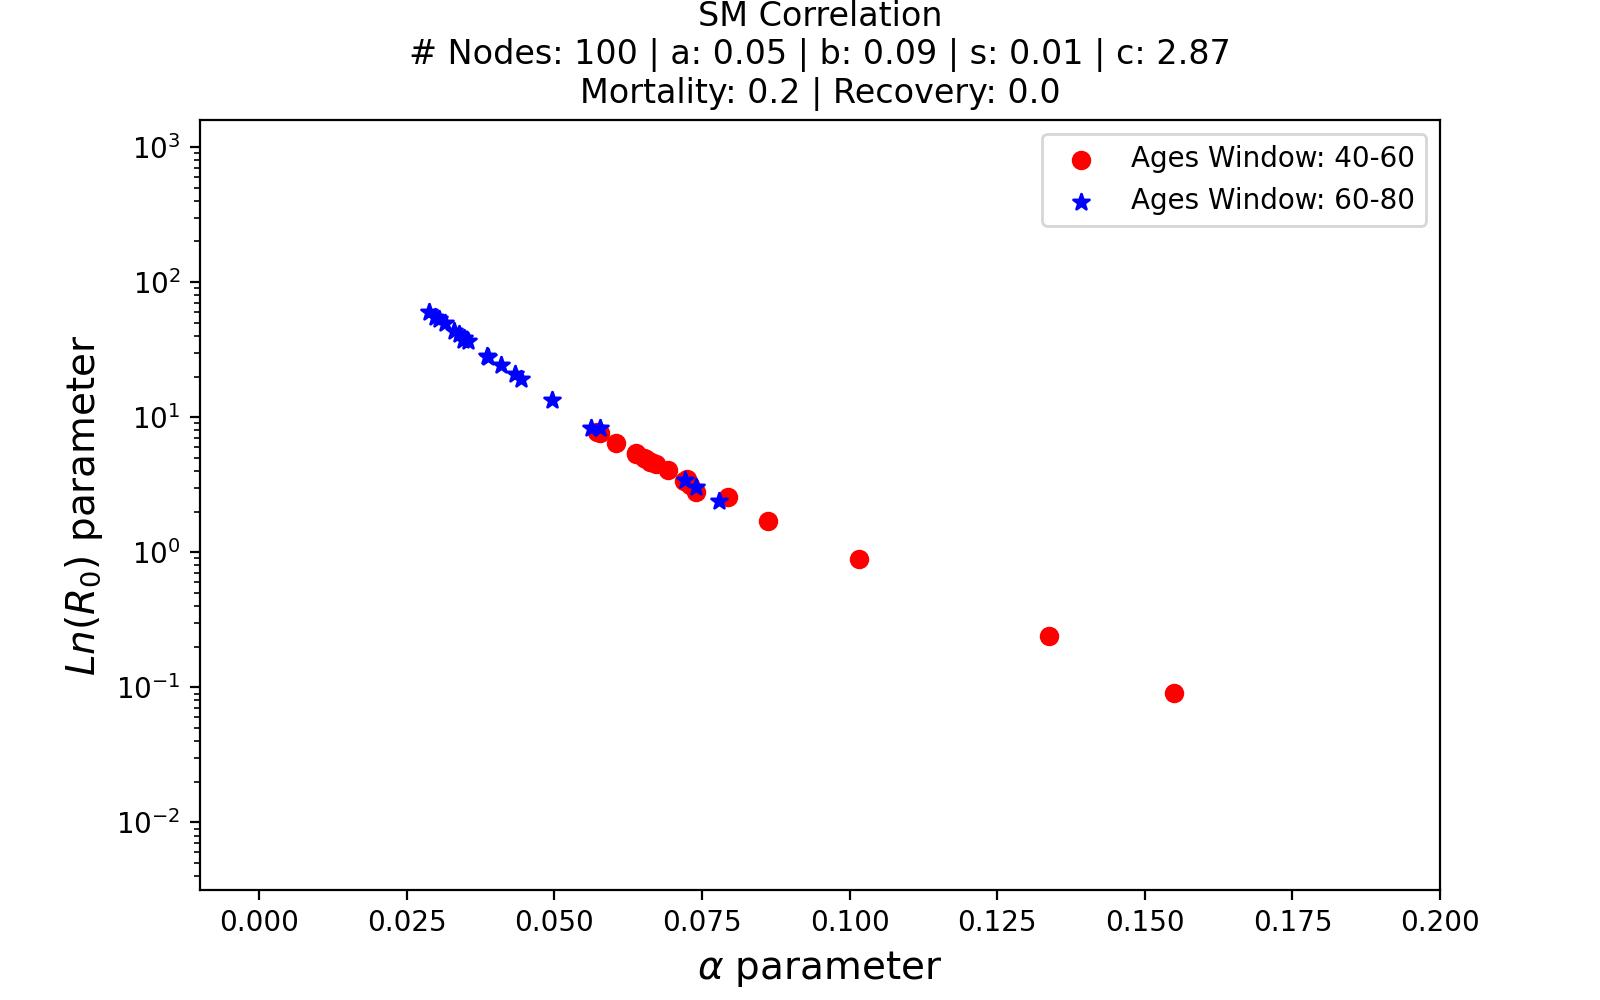 SM Correlation
# Nodes: 100 | a: 0.05 | b: 0.09 | s: 0.01 | c: 2.87
Mortality: 0.2 | Recovery: 0.0
Ages Window: 40-60
Ages Window: 60-80
10³
10²
10¹
10⁰
10⁻¹
10⁻²
Ln(R₀) parameter
0.000 0.025 0.050 0.075 0.100 0.125 0.150 0.175 0.200
α parameter